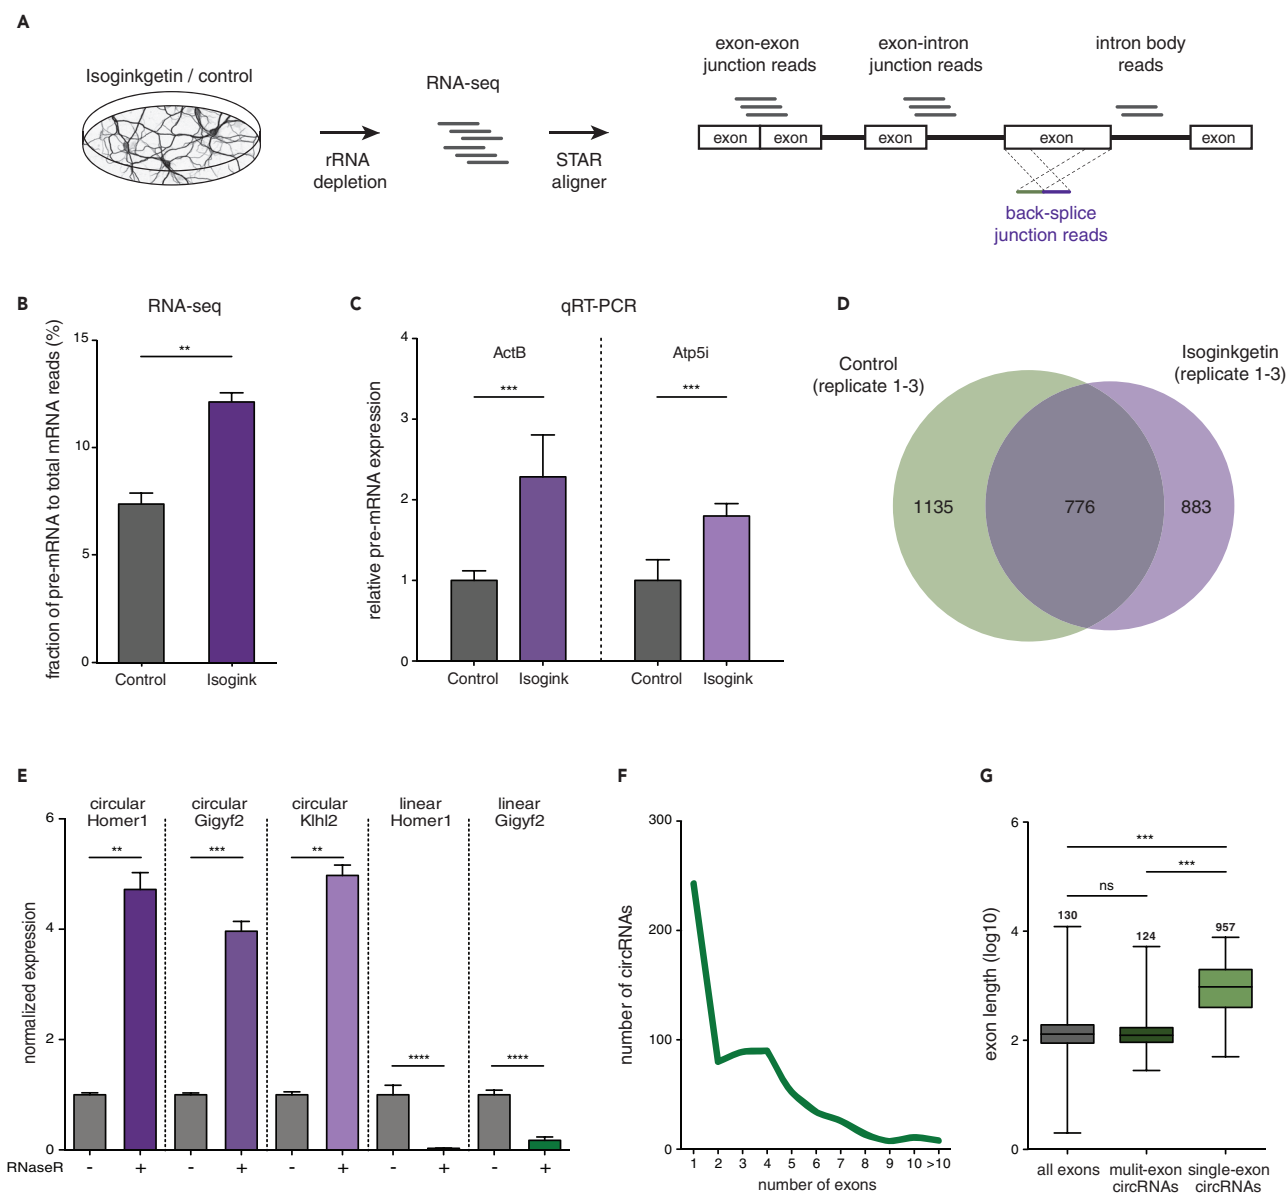 A
Isoginkgetin / control
rRNA
depletion
RNA-seq
STAR
aligner
exon-exon
junction reads
exon-intron
junction reads
intron body
reads
exon exon exon exon exon
back-splice
junction reads
B
RNA-seq
fraction of pre-mRNA to total mRNA reads (%)
15
10
5
0
**
Control Isogink
C
qRT-PCR
relative pre-mRNA expression
4
3
2
1
0
ActB
***
Atp5i
***
Control Isogink Control Isogink
D
Control
(replicate 1-3)
Isoginkgetin
(replicate 1-3)
1135 776 883
E
normalized expression
6
4
2
0
circular
Homer1
**
circular
Gigyf2
***
circular
Klhl2
**
linear
Homer1
****
linear
Gigyf2
****
RNaseR - + - + - + - + - +
F
number of circRNAs
300
200
100
0
1 2 3 4 5 6 7 8 9 10 >10
number of exons
G
exon length (log10)
6
4
2
0
***
***
ns
130
124
957
all exons
mulit-exon
circRNAs
single-exon
circRNAs